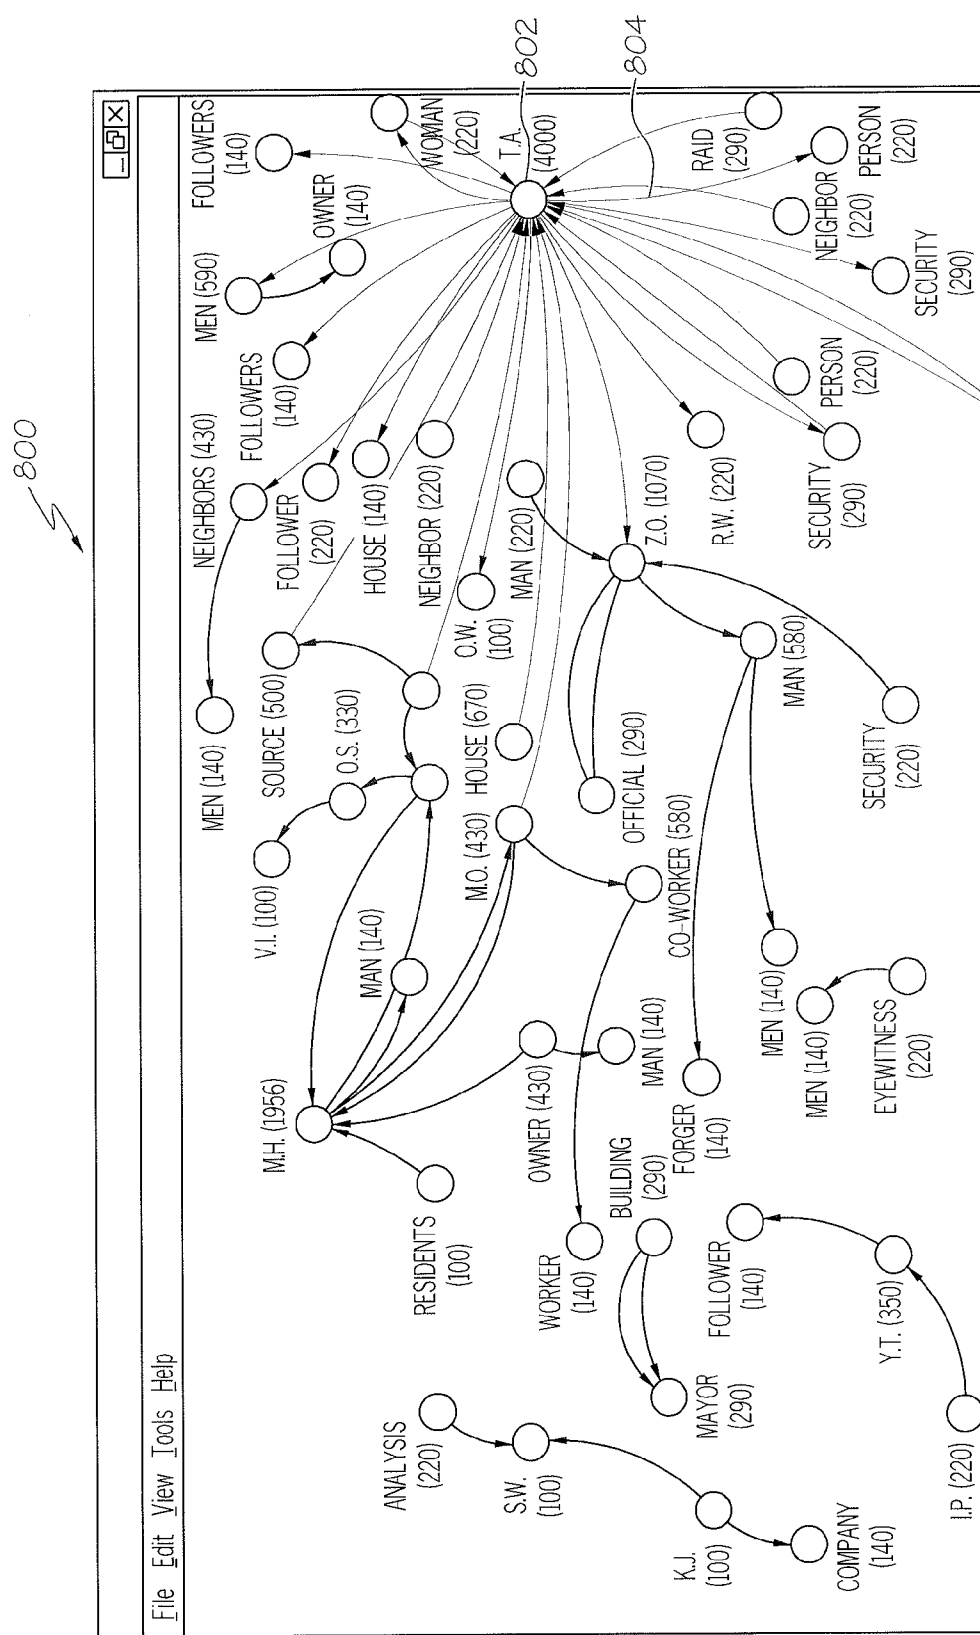 800
File Edit View Tools Help
FOLLOWERS
(140)
MEN (590)
OWNER
(140)
WOMAN
(220)
T.A.
(4000)
802
804
NEIGHBORS (430)
FOLLOWERS
(140)
FOLLOWER
(220)
HOUSE (140)
NEIGHBOR (220)
RAID
(290)
PERSON
(220)
NEIGHBOR
(220)
SECURITY
(290)
PERSON
(220)
SECURITY
(290)
R.W. (220)
Z.O. (1070)
MAN (220)
O.W.
(100)
MEN (140)
SOURCE (500)
O.S. (330)
HOUSE (670)
V.I. (100)
M.O. (430)
OFFICIAL (290)
MAN (580)
SECURITY
(220)
CO-WORKER (580)
MAN (140)
M.H. (1956)
RESIDENTS
(100)
OWNER (430)
MAN (140)
MEN (140)
MEN (140)
EYEWITNESS
(220)
FORGER
(140)
BUILDING
(290)
WORKER
(140)
MAYOR
(290)
FOLLOWER
(140)
Y.T. (350)
I.P. (220)
ANALYSIS
(220)
S.W.
(100)
K.J.
(100)
COMPANY
(140)